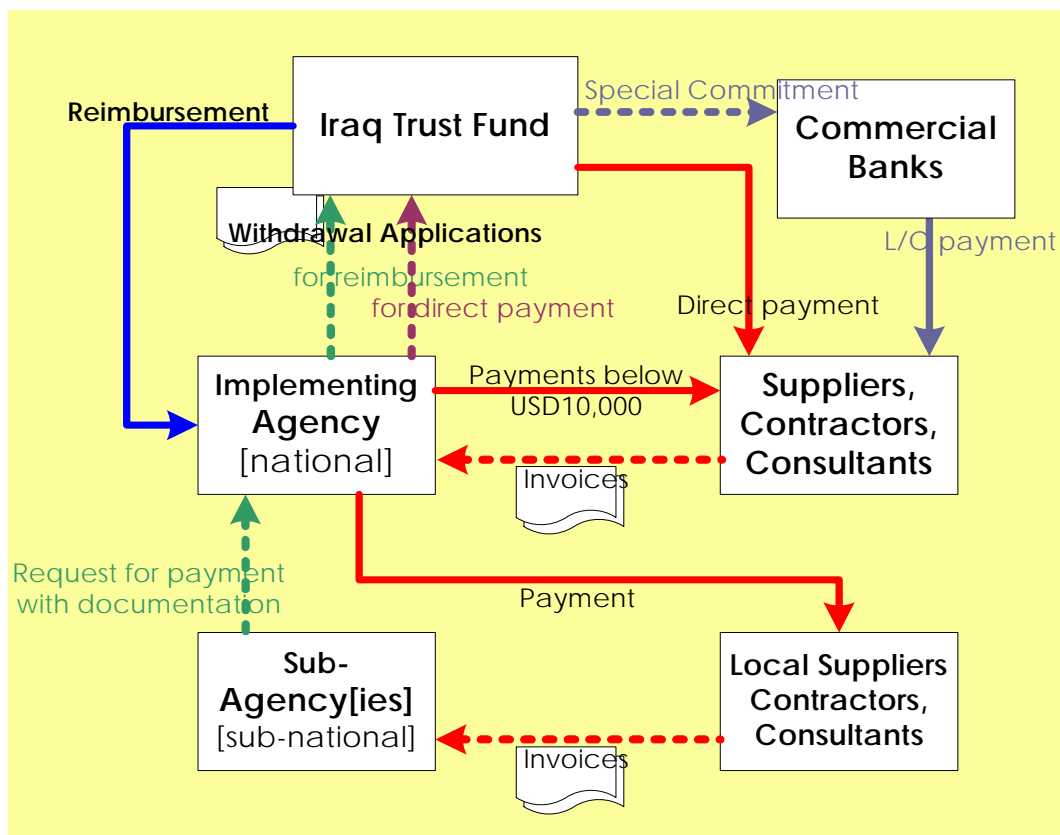 Reimbursement
Iraq Trust Fund
Special Commitment
Commercial
Banks
Withdrawal Applications
for reimbursement
for direct payment
L/C payment
Direct payment
Implementing
Agency
[national]
Payments below
USD10,000
Suppliers,
Contractors,
Consultants
Invoices
Request for payment
with documentation
Payment
Sub-
Agency[ies]
[sub-national]
Local Suppliers
Contractors,
Consultants
Invoices